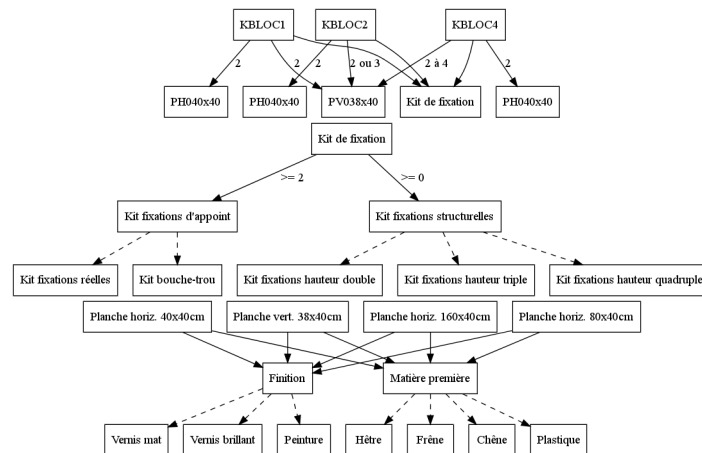 KBLOC1
KBLOC2
KBLOC4
2
2
2
2 ou 3
2 à 4
2
PH040x40
PH040x40
PV038x40
Kit de fixation
PH040x40
Kit de fixation
>= 2
>= 0
Kit fixations d'appoint
Kit fixations structurelles
Kit fixations réelles
Kit bouche-trou
Kit fixations hauteur double
Kit fixations hauteur triple
Kit fixations hauteur quadruple
Planche horiz. 40x40cm
Planche vert. 38x40cm
Planche horiz. 160x40cm
Planche horiz. 80x40cm
Finition
Matière première
Vernis mat
Vernis brillant
Peinture
Hêtre
Frêne
Chêne
Plastique